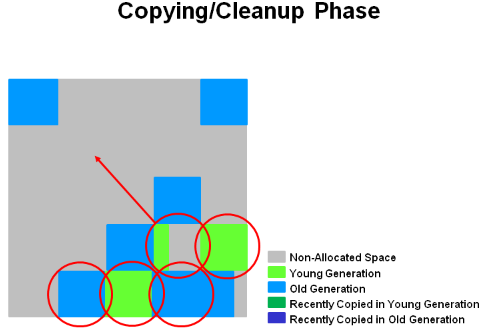 Copying/Cleanup Phase
Non-Allocated Space
Young Generation
Old Generation
Recently Copied in Young Generation
Recently Copied in Old Generation